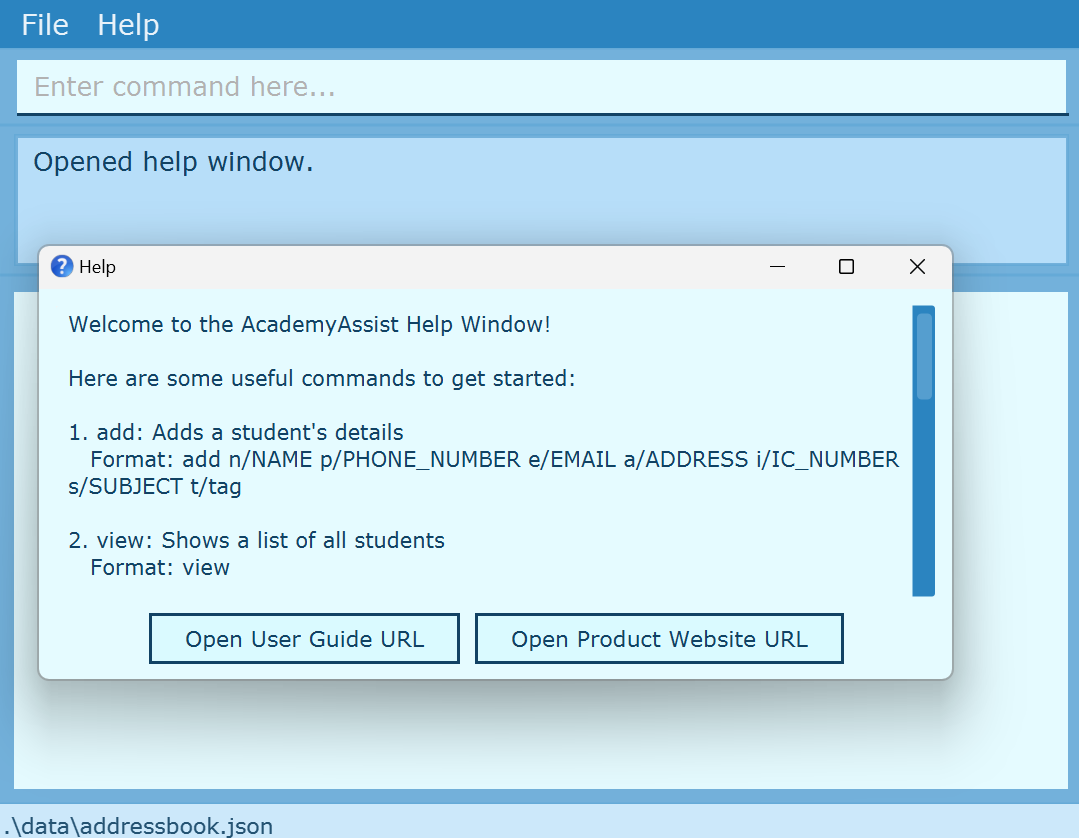 File Help
Enter command here...
Opened help window.
Help
Welcome to the AcademyAssist Help Window!
Here are some useful commands to get started:
1. add: Adds a student's details
Format: add n/NAME p/PHONE_NUMBER e/EMAIL a/ADDRESS i/IC_NUMBER
s/SUBJECT t/tag
2. view: Shows a list of all students
Format: view
Open User Guide URL Open Product Website URL
.\data\addressbook.json